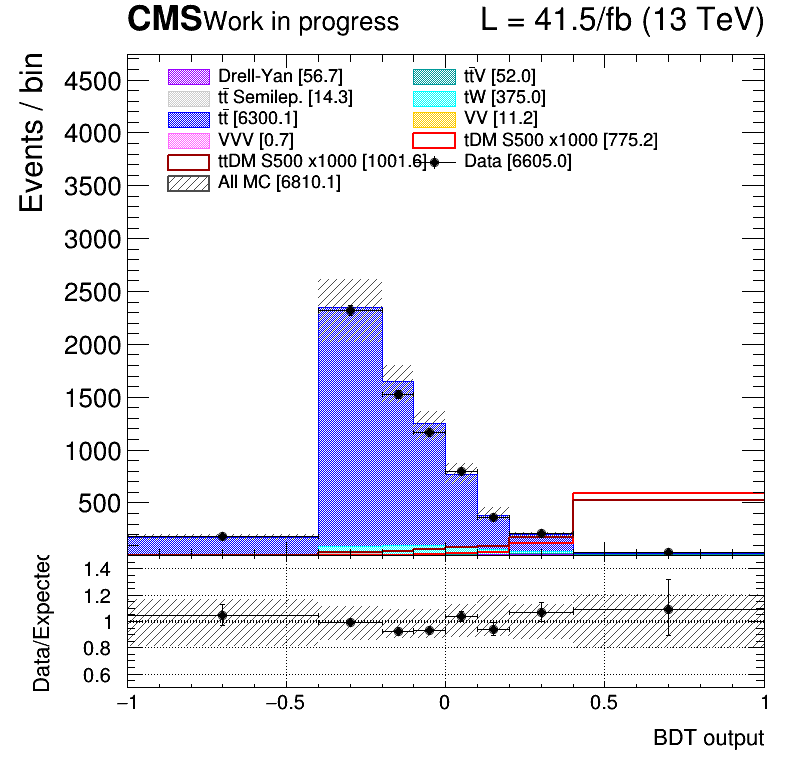 CMS Work in progress L = 41.5/fb (13 TeV)
Events / bin
4500
4000
3500
3000
2500
2000
1500
1000
500
Drell-Yan [56.7] tt̄V [52.0]
tt̄ Semilep. [14.3] tW [375.0]
tt̄ [6300.1] VV [11.2]
VVV [0.7] tDM S500 x1000 [775.2]
ttDM S500 x1000 [1001.6] Data [6605.0]
All MC [6810.1]
Data/Expected
1.4
1.2
1
0.8
0.6
−1 −0.5 0 0.5 1
BDT output